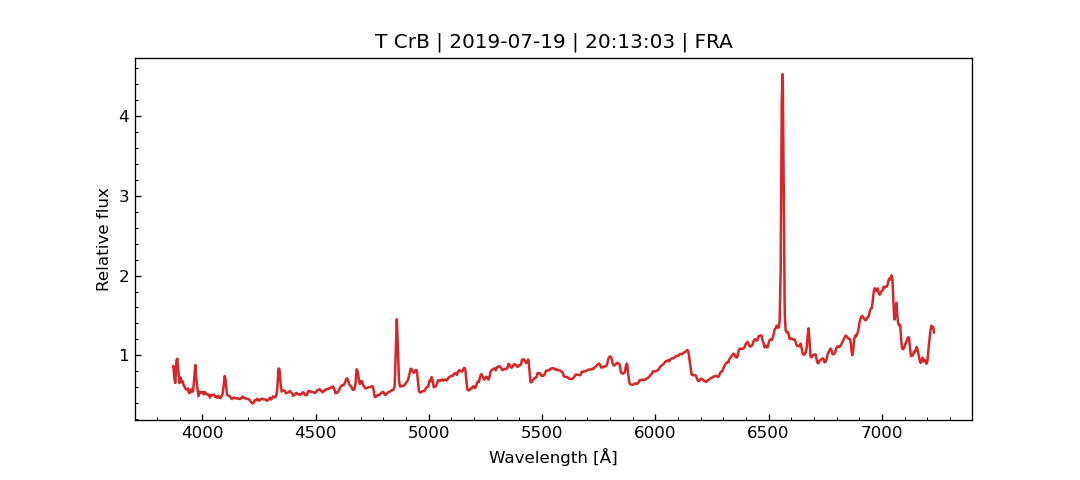 T CrB | 2019-07-19 | 20:13:03 | FRA
Relative flux
4
3
2
1
4000 4500 5000 5500 6000 6500 7000
Wavelength [Å]